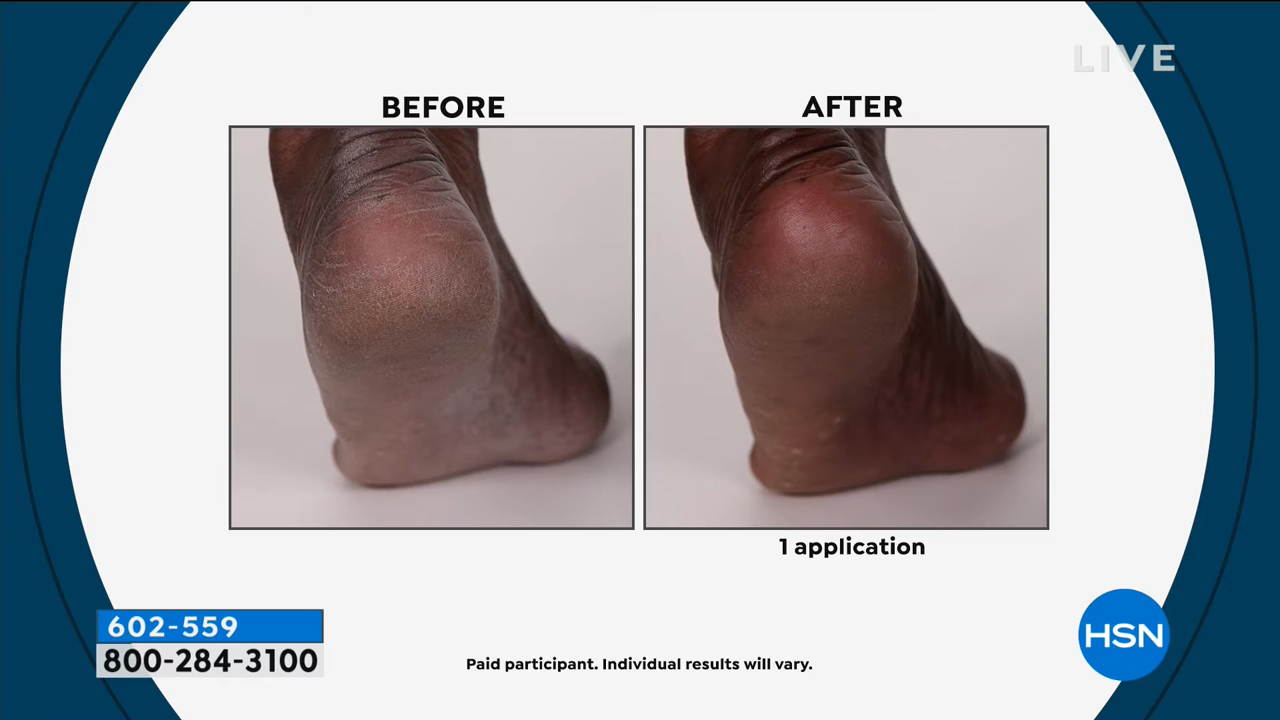 LIVE
BEFORE
AFTER
1 application
602-559
800-284-3100
HSN
Paid participant. Individual results will vary.